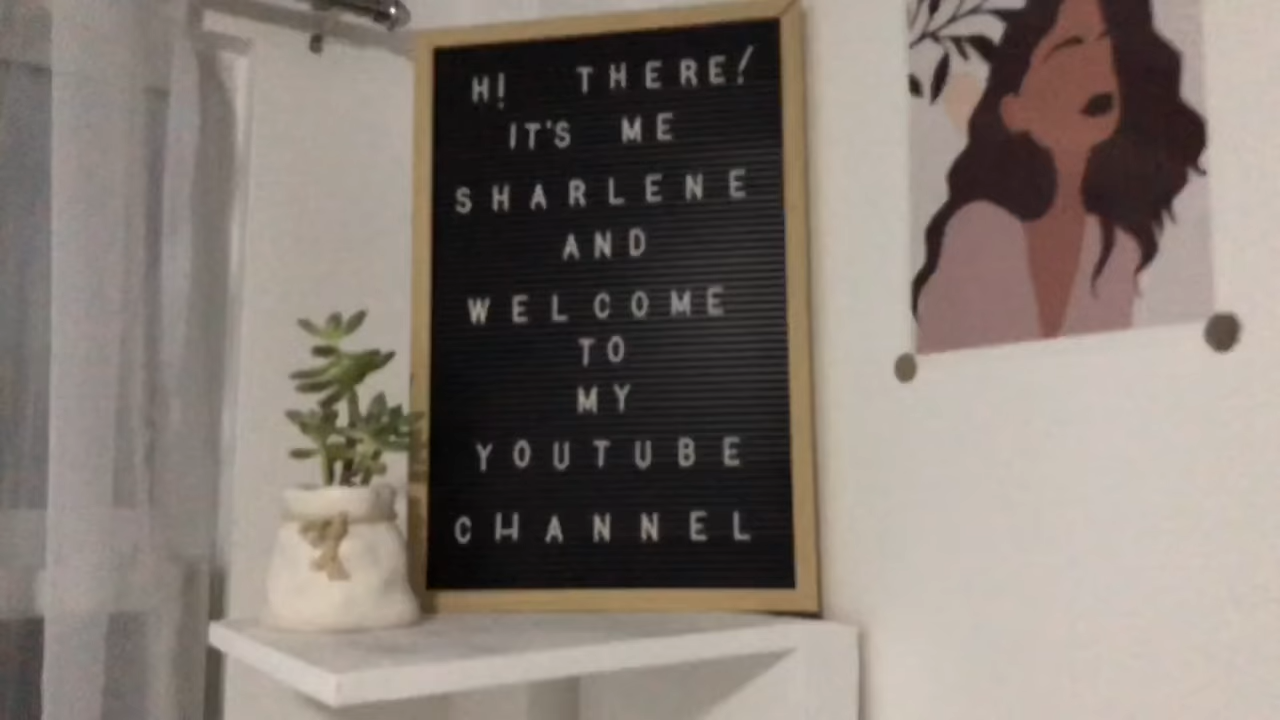 HI! THERE!
IT'S ME
SHARLENE
AND
WELCOME
TO
MY
YOUTUBE
CHANNEL